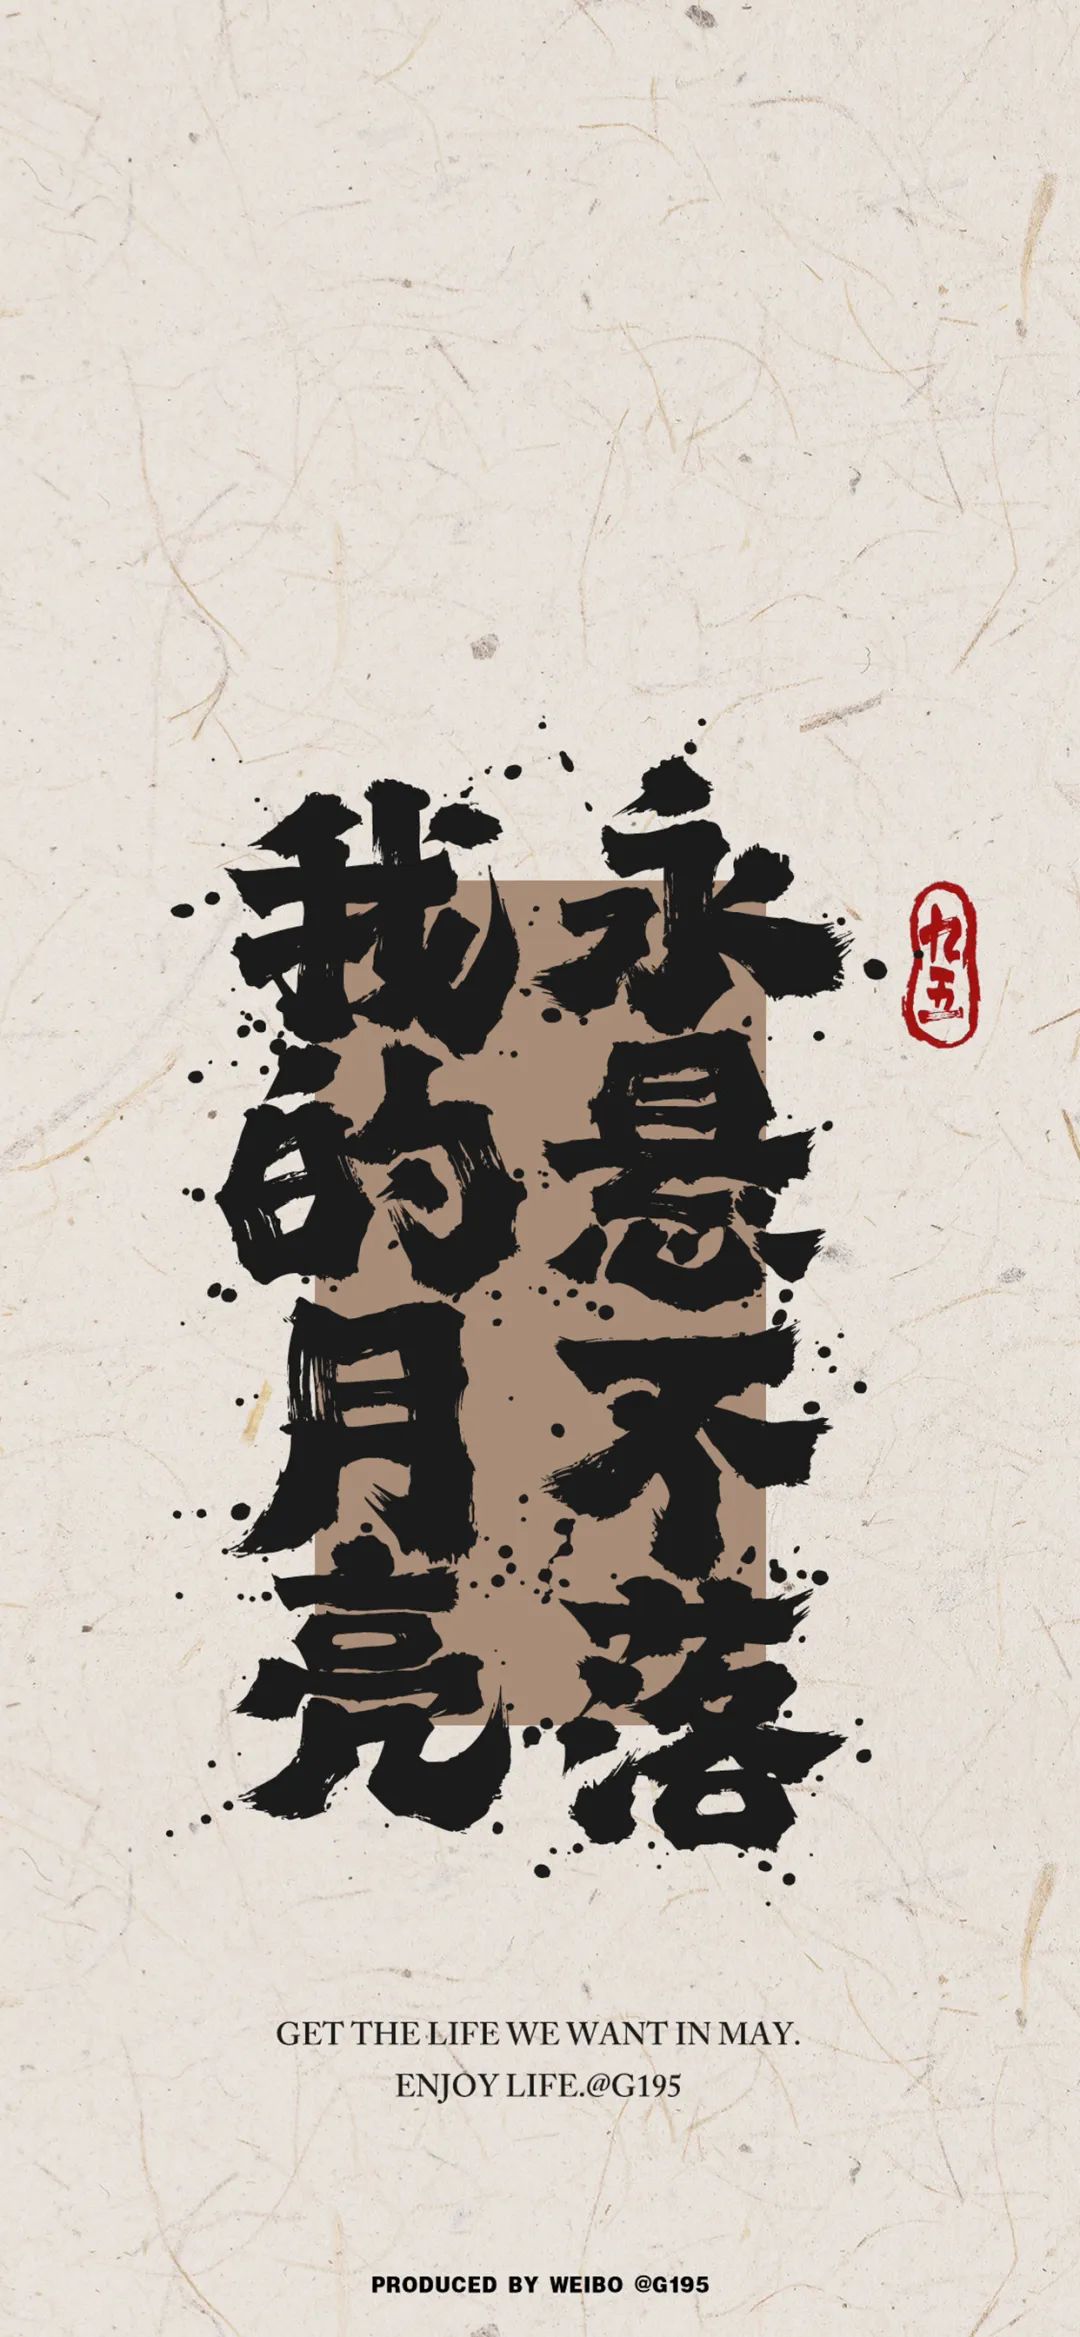 九五
永悬不落
我的月亮
GET THE LIFE WE WANT IN MAY.
ENJOY LIFE.@G195
PRODUCED BY WEIBO @G195